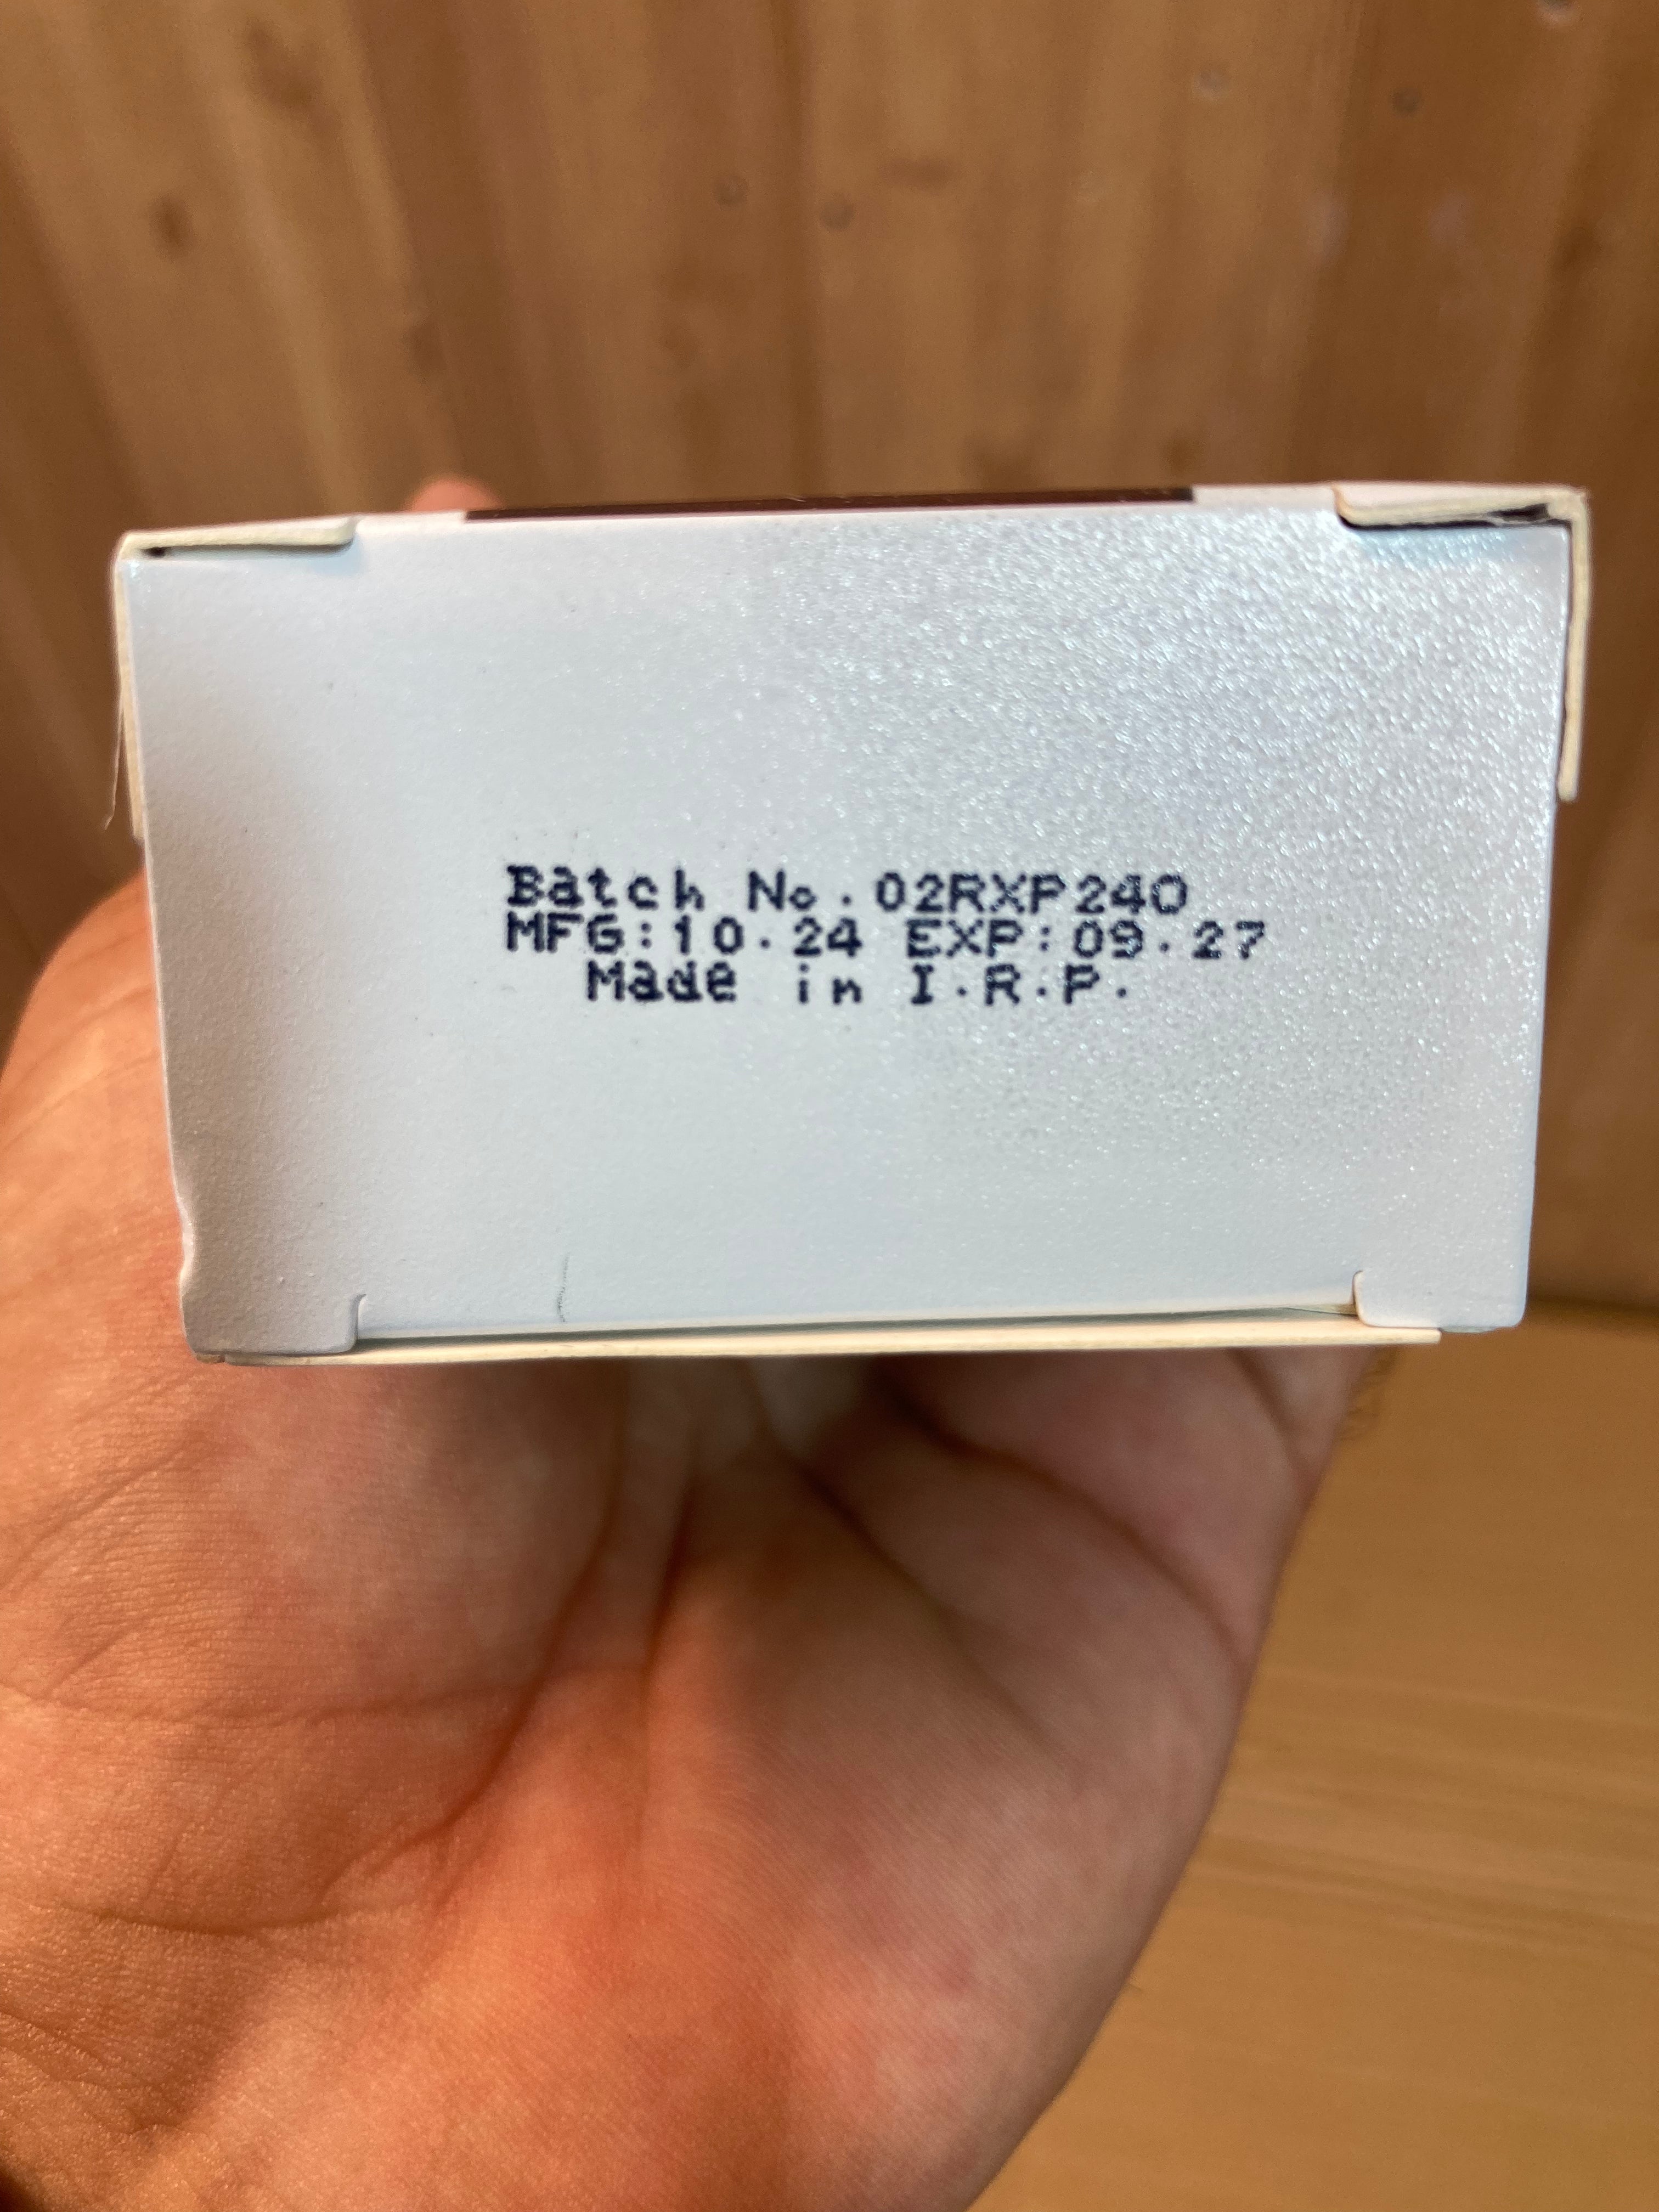 Batch No. 02RXP240
MFG:10.24 EXP:09.27
Made in I.R.P.